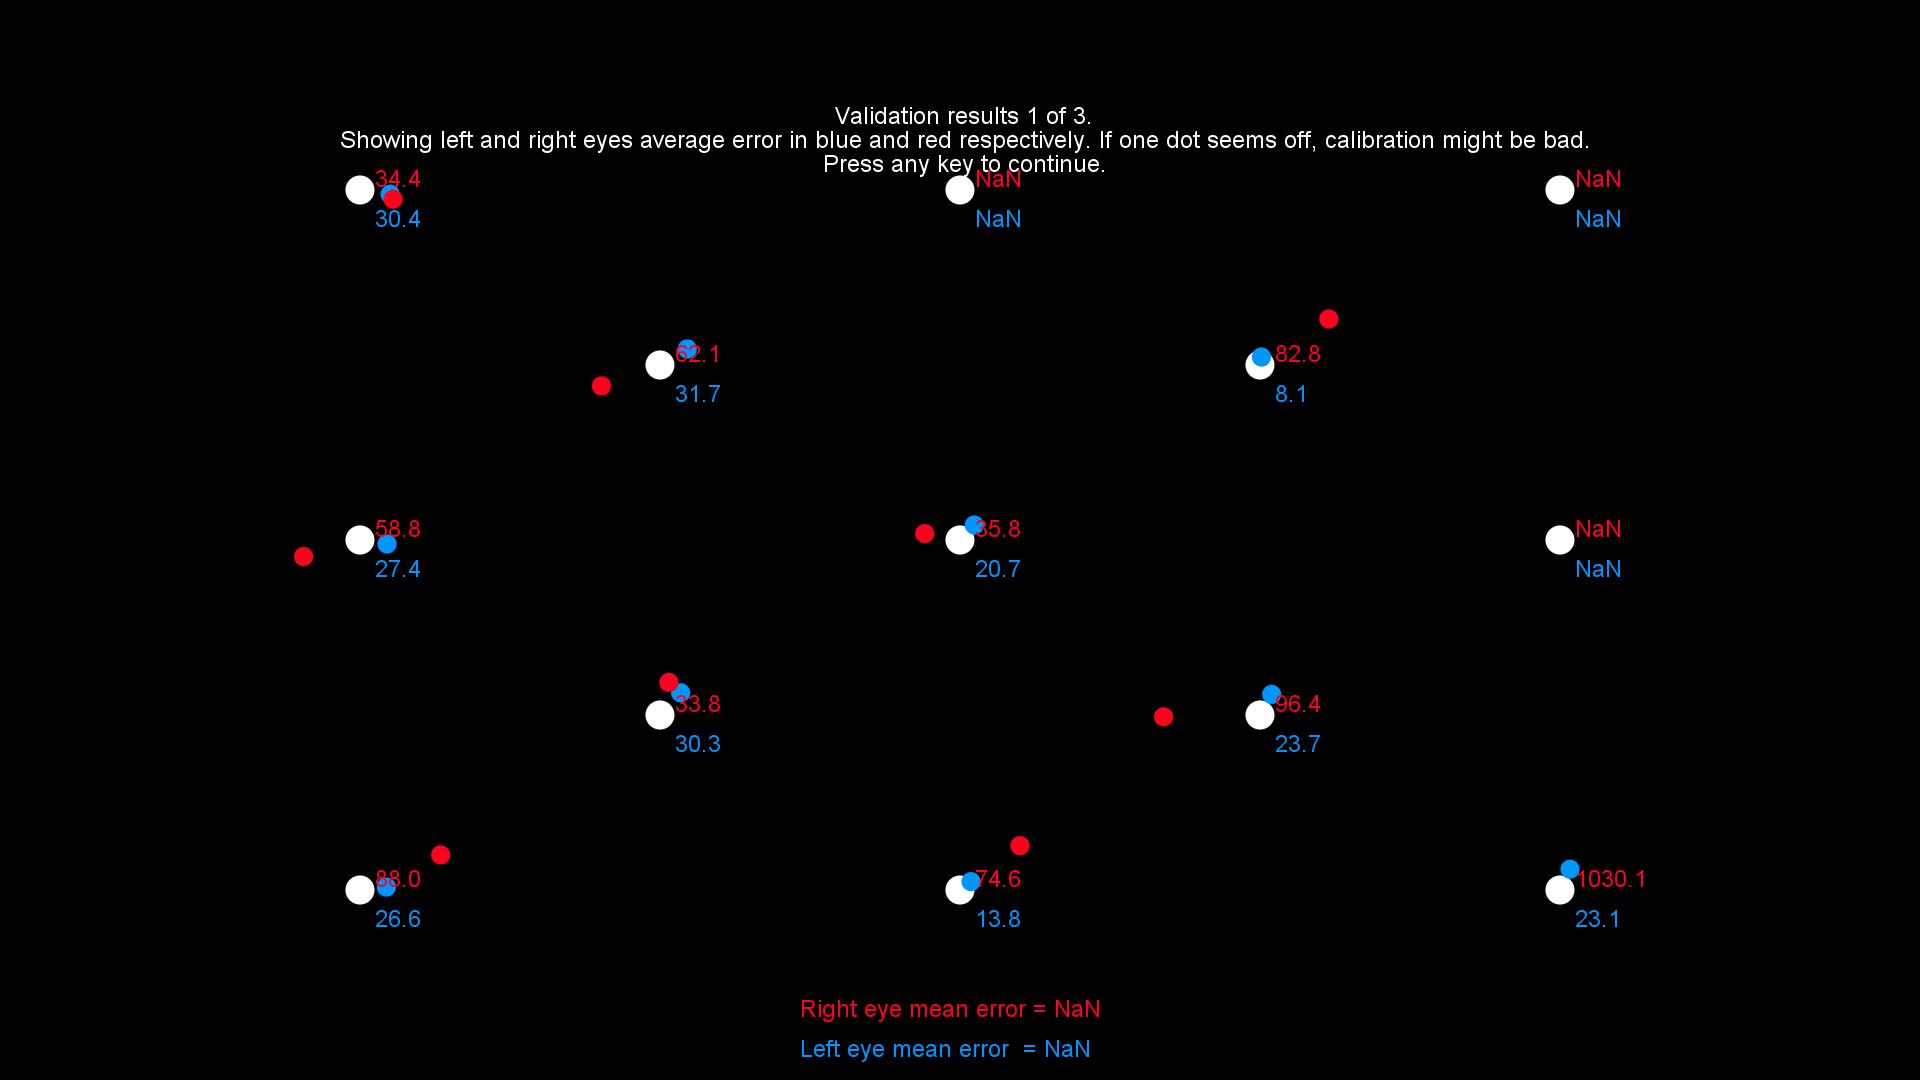 Validation results 1 of 3.
Showing left and right eyes average error in blue and red respectively. If one dot seems off, calibration might be bad.
Press any key to continue.
34.4
NaN
NaN
30.4
NaN
NaN
62.1
82.8
31.7
8.1
58.8
35.8
NaN
27.4
20.7
NaN
33.8
96.4
30.3
23.7
88.0
74.6
1030.1
26.6
13.8
23.1
Right eye mean error = NaN
Left eye mean error = NaN